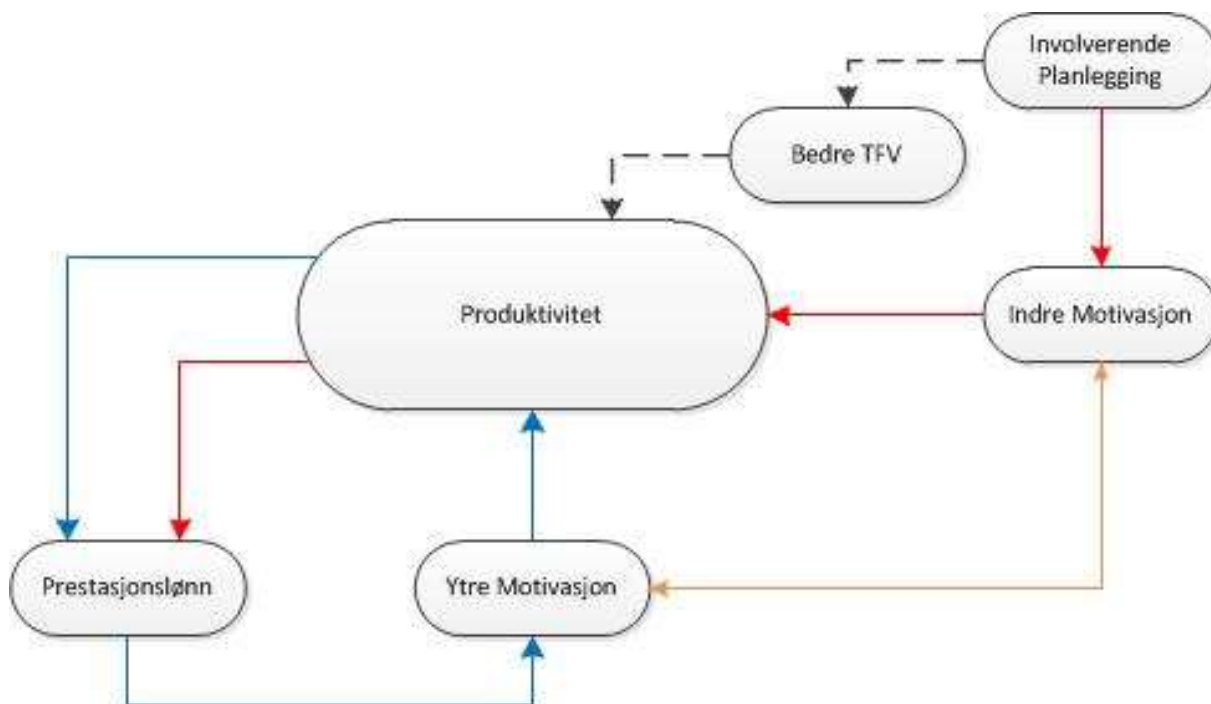 Involverende
Planlegging
Bedre TFV
Produktivitet
Indre Motivasjon
Prestasjonslønn
Ytre Motivasjon